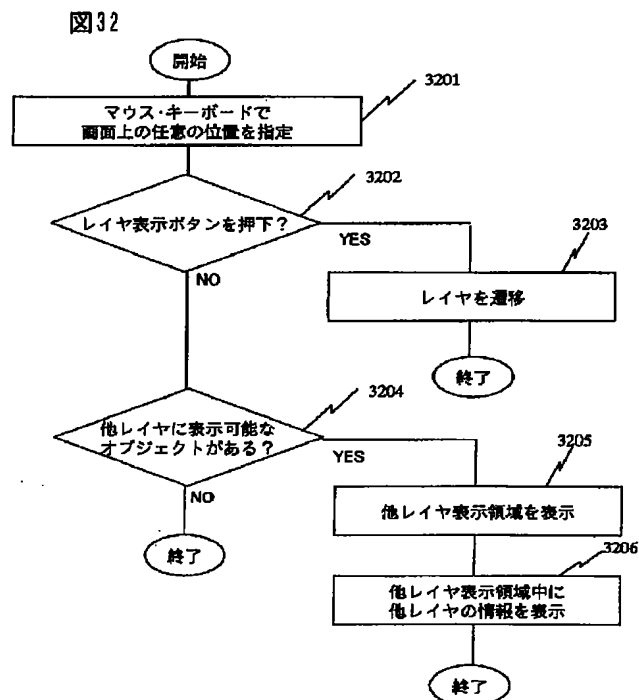 図32
開始
3201
マウス・キーボードで
画面上の任意の位置を指定
3202
レイヤ表示ボタンを押下?
YES
NO
3203
レイヤを遷移
終了
3204
他レイヤに表示可能な
オブジェクトがある?
YES
NO
終了
3205
他レイヤ表示領域を表示
3206
他レイヤ表示領域中に
他レイヤの情報を表示
終了